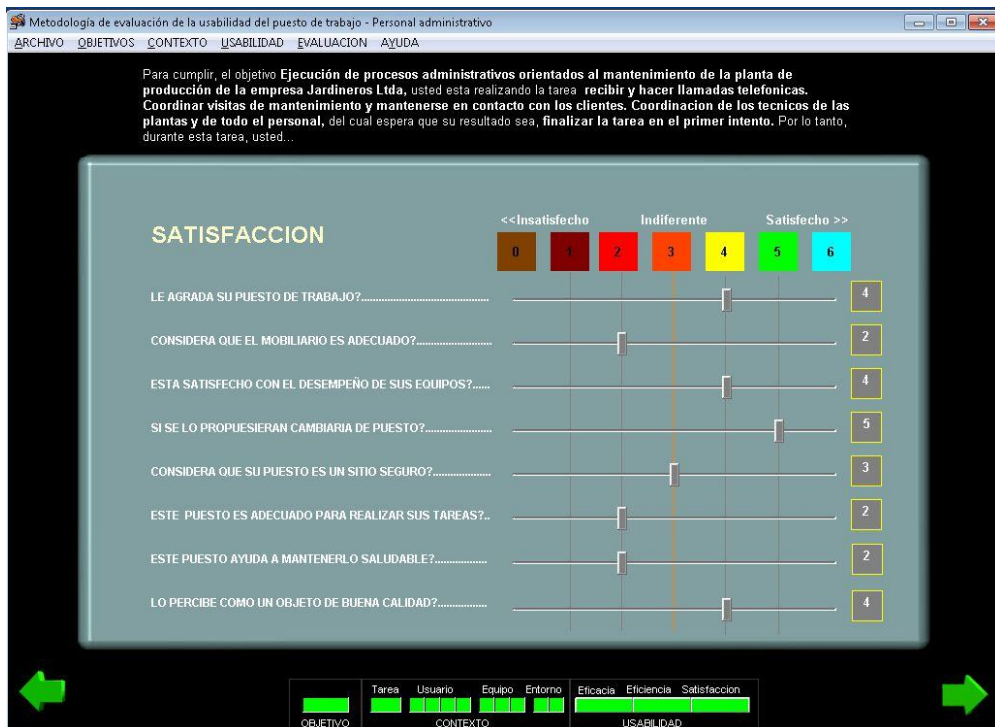 Metodología de evaluación de la usabilidad del puesto de trabajo - Personal administrativo
ARCHIVO OBJETIVOS CONTEXTO USABILIDAD EVALUACION AYUDA
Para cumplir, el objetivo Ejecución de procesos administrativos orientados al mantenimiento de la planta de
producción de la empresa Jardineros Ltda, usted esta realizando la tarea recibir y hacer llamadas telefonicas.
Coordinar visitas de mantenimiento y mantenerse en contacto con los clientes. Coordinacion de los tecnicos de las
plantas y de todo el personal, del cual espera que su resultado sea, finalizar la tarea en el primer intento. Por lo tanto,
durante esta tarea, usted...
SATISFACCION
<<Insatisfecho Indiferente Satisfecho >>
0 1 2 3 4 5 6
LE AGRADA SU PUESTO DE TRABAJO?............................................ 4
CONSIDERA QUE EL MOBILIARIO ES ADECUADO?.......................... 2
ESTA SATISFECHO CON EL DESEMPEÑO DE SUS EQUIPOS?...... 4
SI SE LO PROPUESIERAN CAMBIARIA DE PUESTO?....................... 5
CONSIDERA QUE SU PUESTO ES UN SITIO SEGURO?.................... 3
ESTE PUESTO ES ADECUADO PARA REALIZAR SUS TAREAS?.. 2
ESTE PUESTO AYUDA A MANTENERLO SALUDABLE?.................. 2
LO PERCIBE COMO UN OBJETO DE BUENA CALIDAD?................. 4
Tarea Usuario Equipo Entorno Eficacia Eficiencia Satisfaccion
OBJETIVO CONTEXTO USABILIDAD